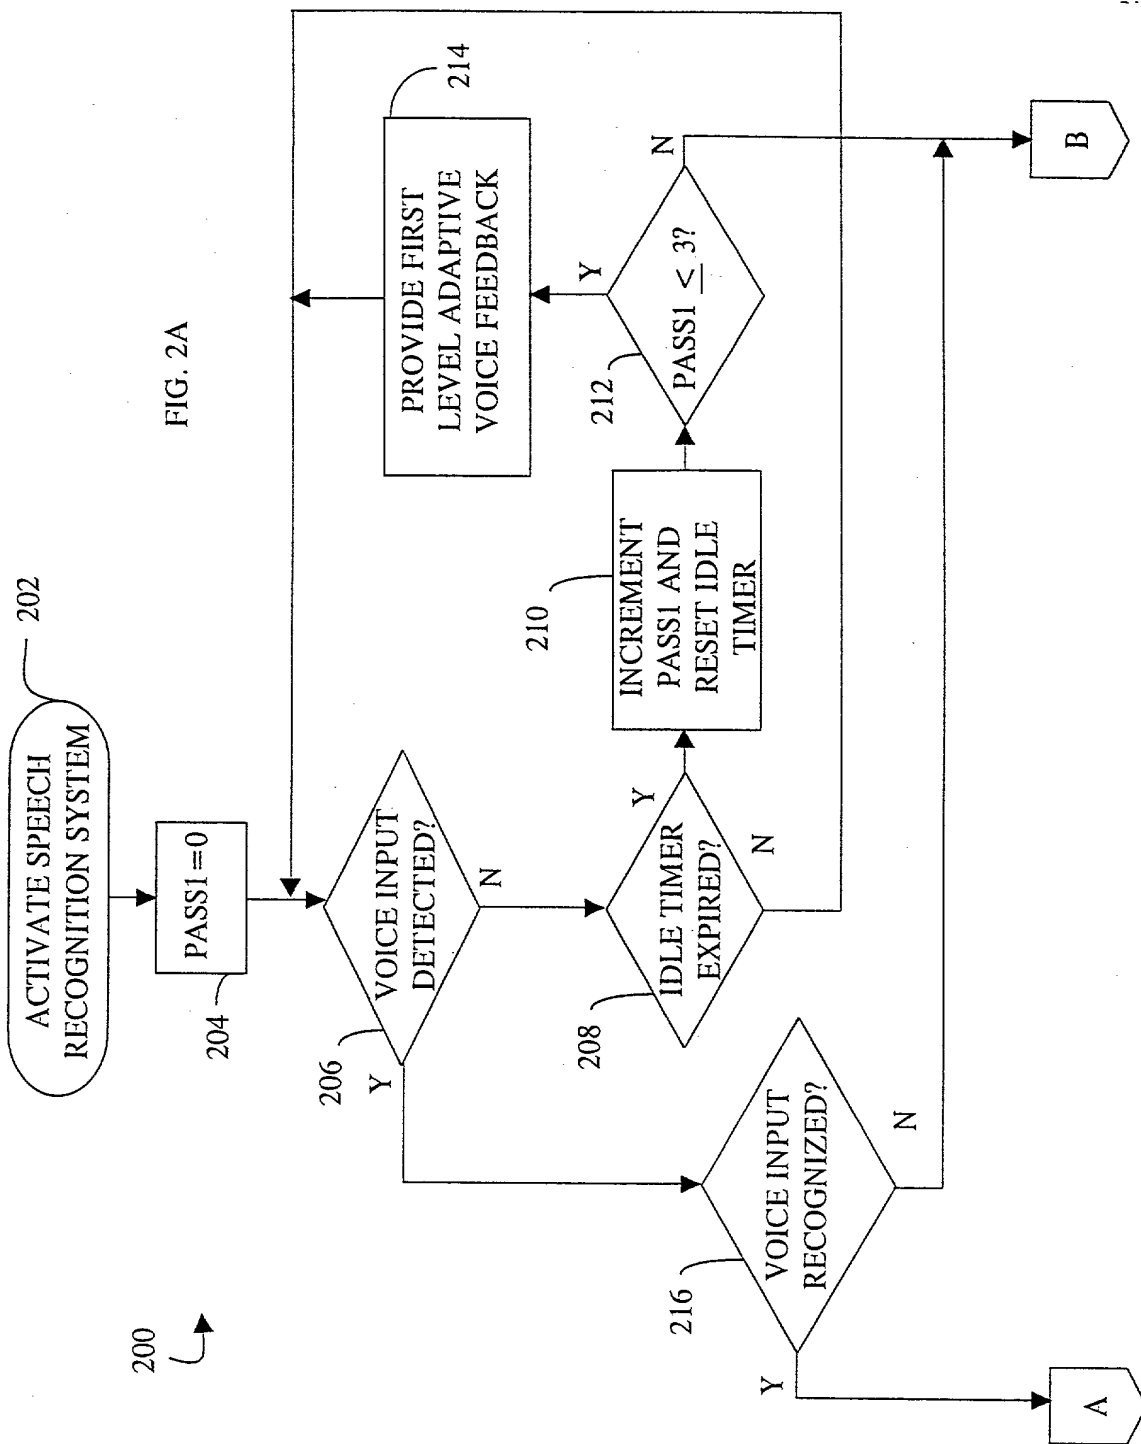 FIG. 2A
200
ACTIVATE SPEECH
RECOGNITION SYSTEM
202
PASS1=0
204
VOICE INPUT
DETECTED?
206
Y
N
IDLE TIMER
EXPIRED?
208
Y
N
INCREMENT
PASS1 AND
RESET IDLE
TIMER
210
PASS1 ≤ 3?
212
Y
N
PROVIDE FIRST
LEVEL ADAPTIVE
VOICE FEEDBACK
214
VOICE INPUT
RECOGNIZED?
216
Y
N
A
B